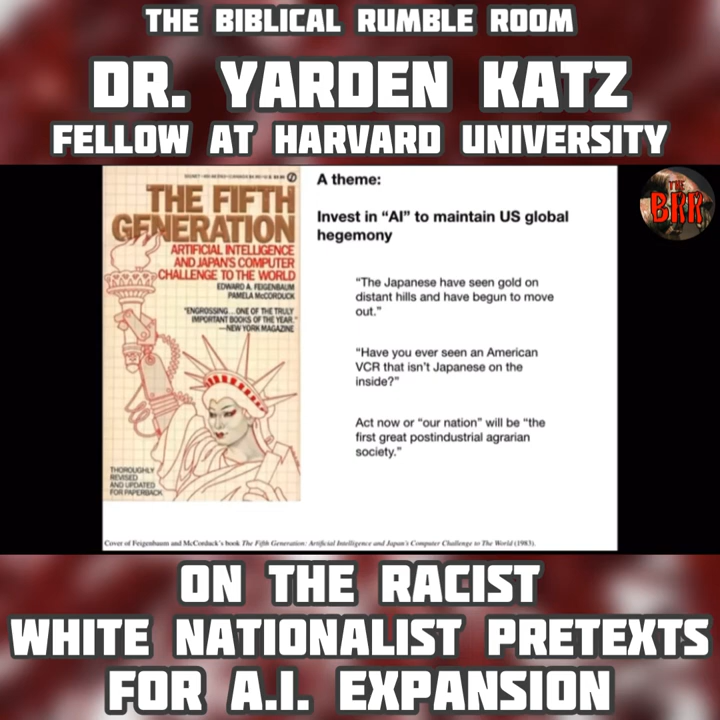 THE BIBLICAL RUMBLE ROOM
DR. YARDEN KATZ
FELLOW AT HARVARD UNIVERSITY
THE
BRR
THE FIFTH
GENERATION
ARTIFICIAL INTELLIGENCE
AND JAPAN'S COMPUTER
CHALLENGE TO THE WORLD
EDWARD A. FEIGENBAUM
PAMELA McCORDUCK
"ENGROSSING...ONE OF THE TRULY
IMPORTANT BOOKS OF THE YEAR."
—NEW YORK MAGAZINE
THOROUGHLY
REVISED
AND UPDATED
FOR PAPERBACK
A theme:
Invest in “AI” to maintain US global
hegemony
“The Japanese have seen gold on
distant hills and have begun to move
out.”
“Have you ever seen an American
VCR that isn’t Japanese on the
inside?”
Act now or “our nation” will be “the
first great postindustrial agrarian
society.”
Cover of Feigenbaum and McCorduck's book The Fifth Generation: Artificial Intelligence and Japan's Computer Challenge to The World (1983).
ON THE RACIST
WHITE NATIONALIST PRETEXTS
FOR A.I. EXPANSION